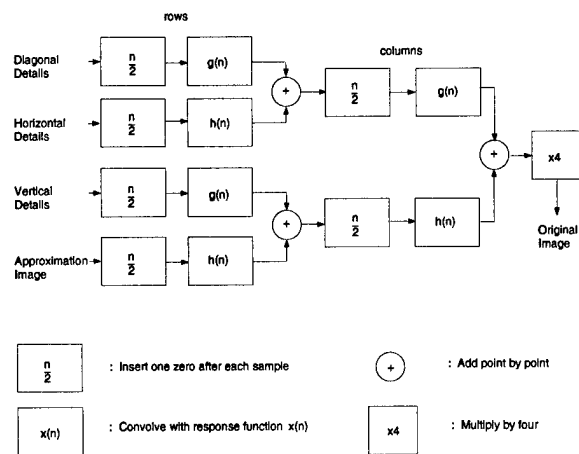 rows
columns
Diagonal
Details
n
2
g(n)
+
n
2
g(n)
Horizontal
Details
n
2
h(n)
+
x4
Vertical
Details
n
2
g(n)
+
n
2
h(n)
Original
Image
Approximation
Image
n
2
h(n)
n
2
: Insert one zero after each sample
+
: Add point by point
x(n)
: Convolve with response function x(n)
x4
: Multiply by four